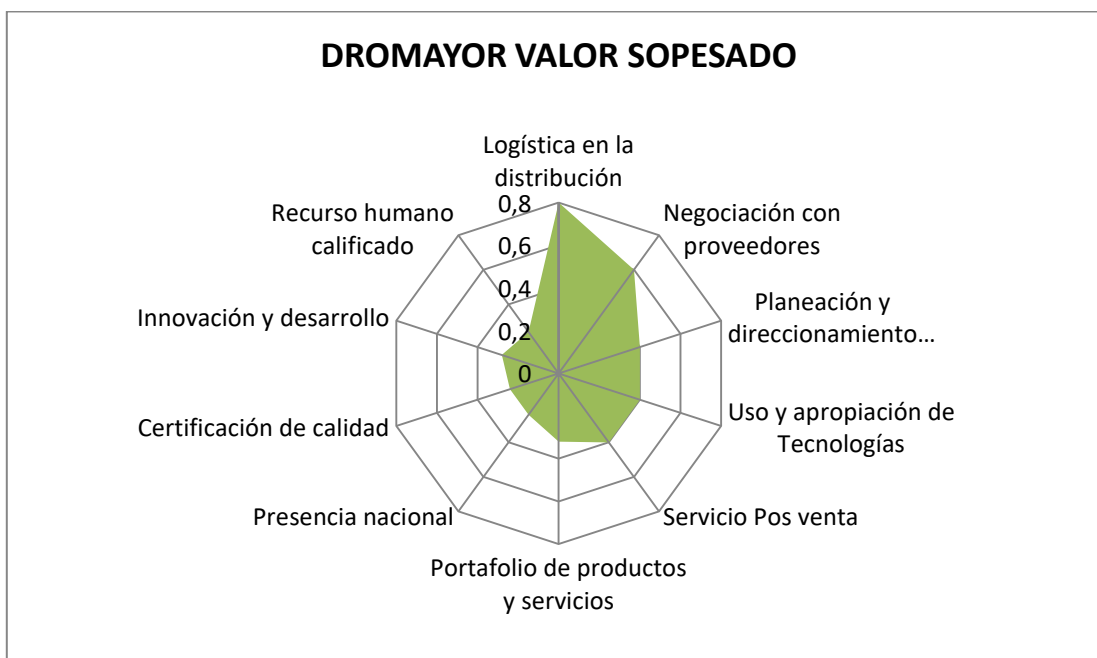 DROMAYOR VALOR SOPESADO
Logística en la
distribución
Negociación con
proveedores
Planeación y
direccionamiento...
Uso y apropiación de
Tecnologías
Servicio Pos venta
Portafolio de productos
y servicios
Presencia nacional
Certificación de calidad
Innovación y desarrollo
Recurso humano
calificado
0,8
0,6
0,4
0,2
0